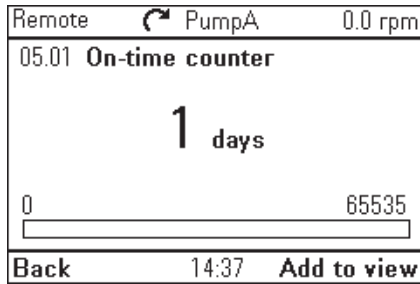 Remote PumpA 0.0 rpm
05.01 On-time counter
1 days
0 65535
Back 14:37 Add to view